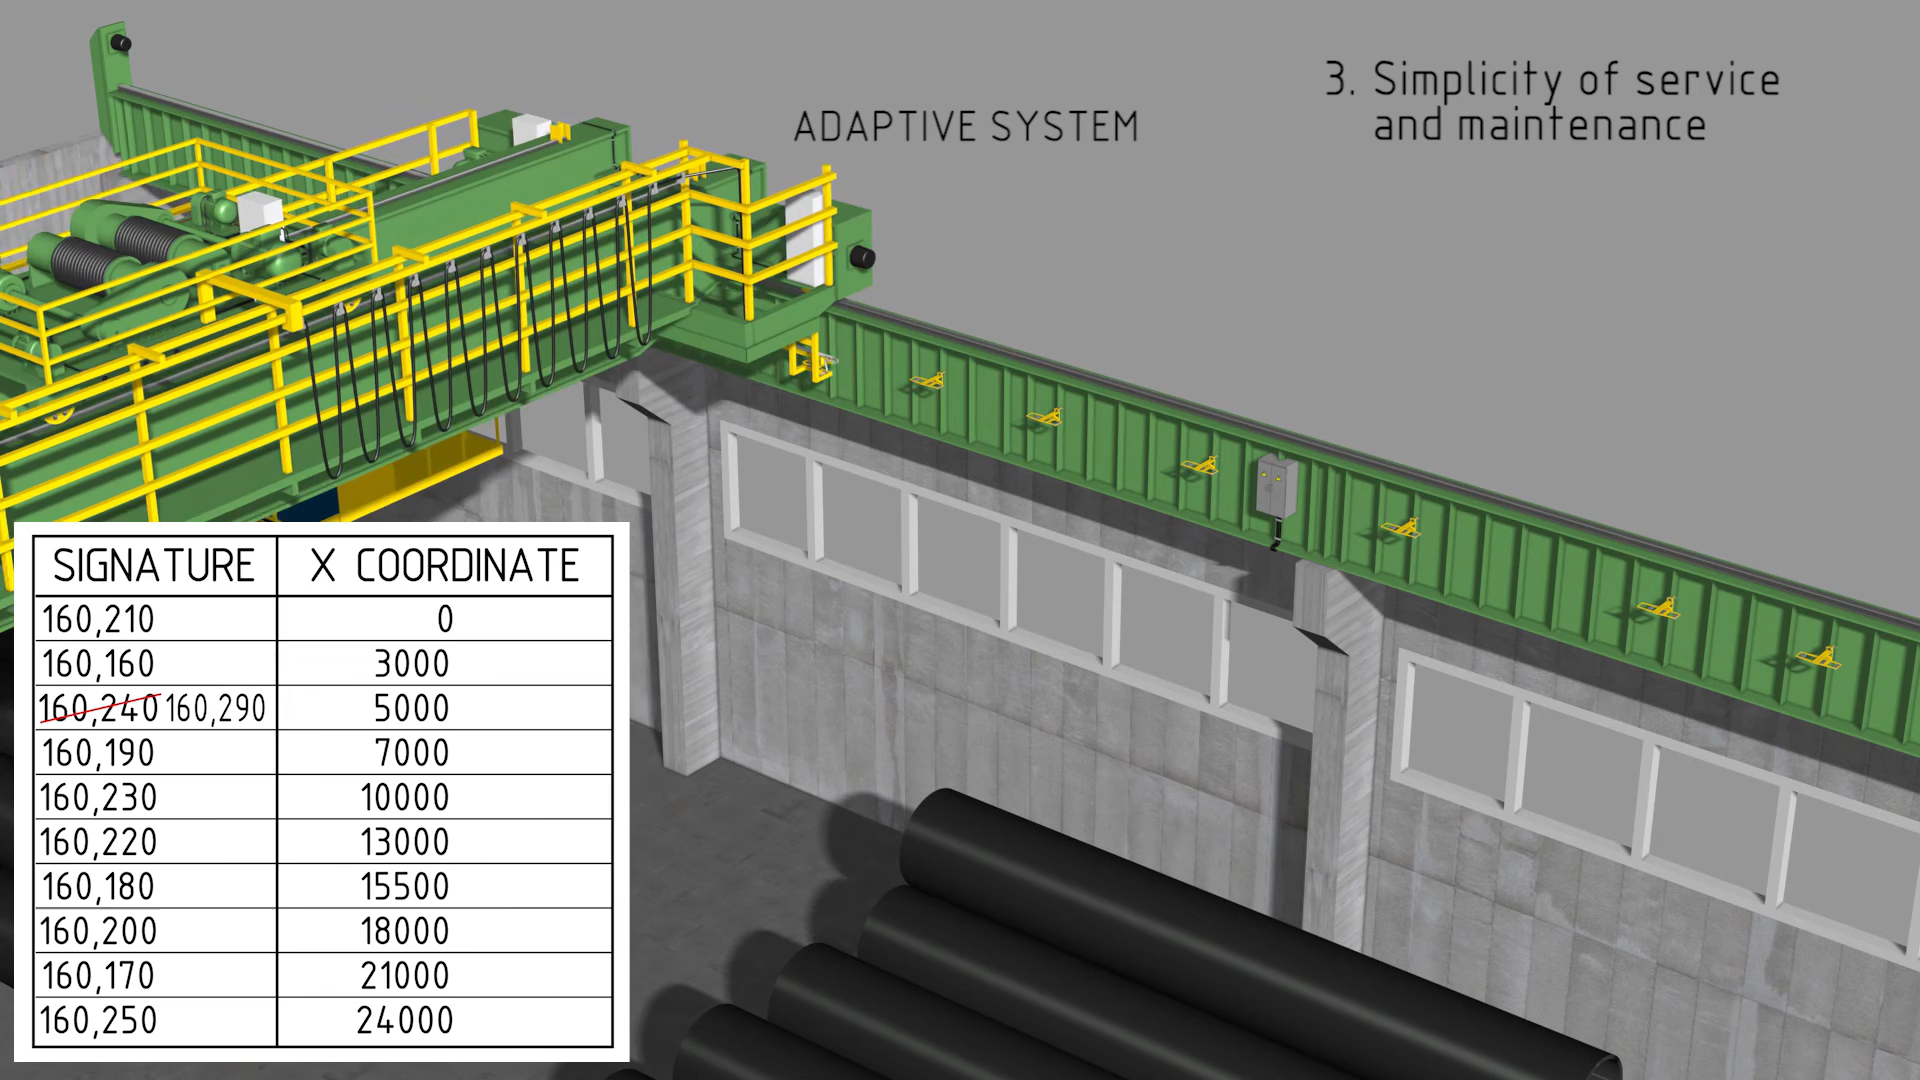 ADAPTIVE SYSTEM
3. Simplicity of service
and maintenance
SIGNATURE X COORDINATE
160,210 0
160,160 3000
160,240 160,290 5000
160,190 7000
160,230 10000
160,220 13000
160,180 15500
160,200 18000
160,170 21000
160,250 24000